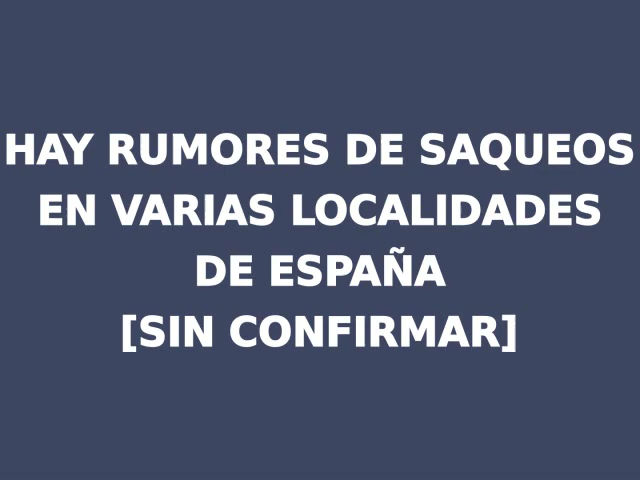 HAY RUMORES DE SAQUEOS
EN VARIAS LOCALIDADES
DE ESPAÑA
[SIN CONFIRMAR]